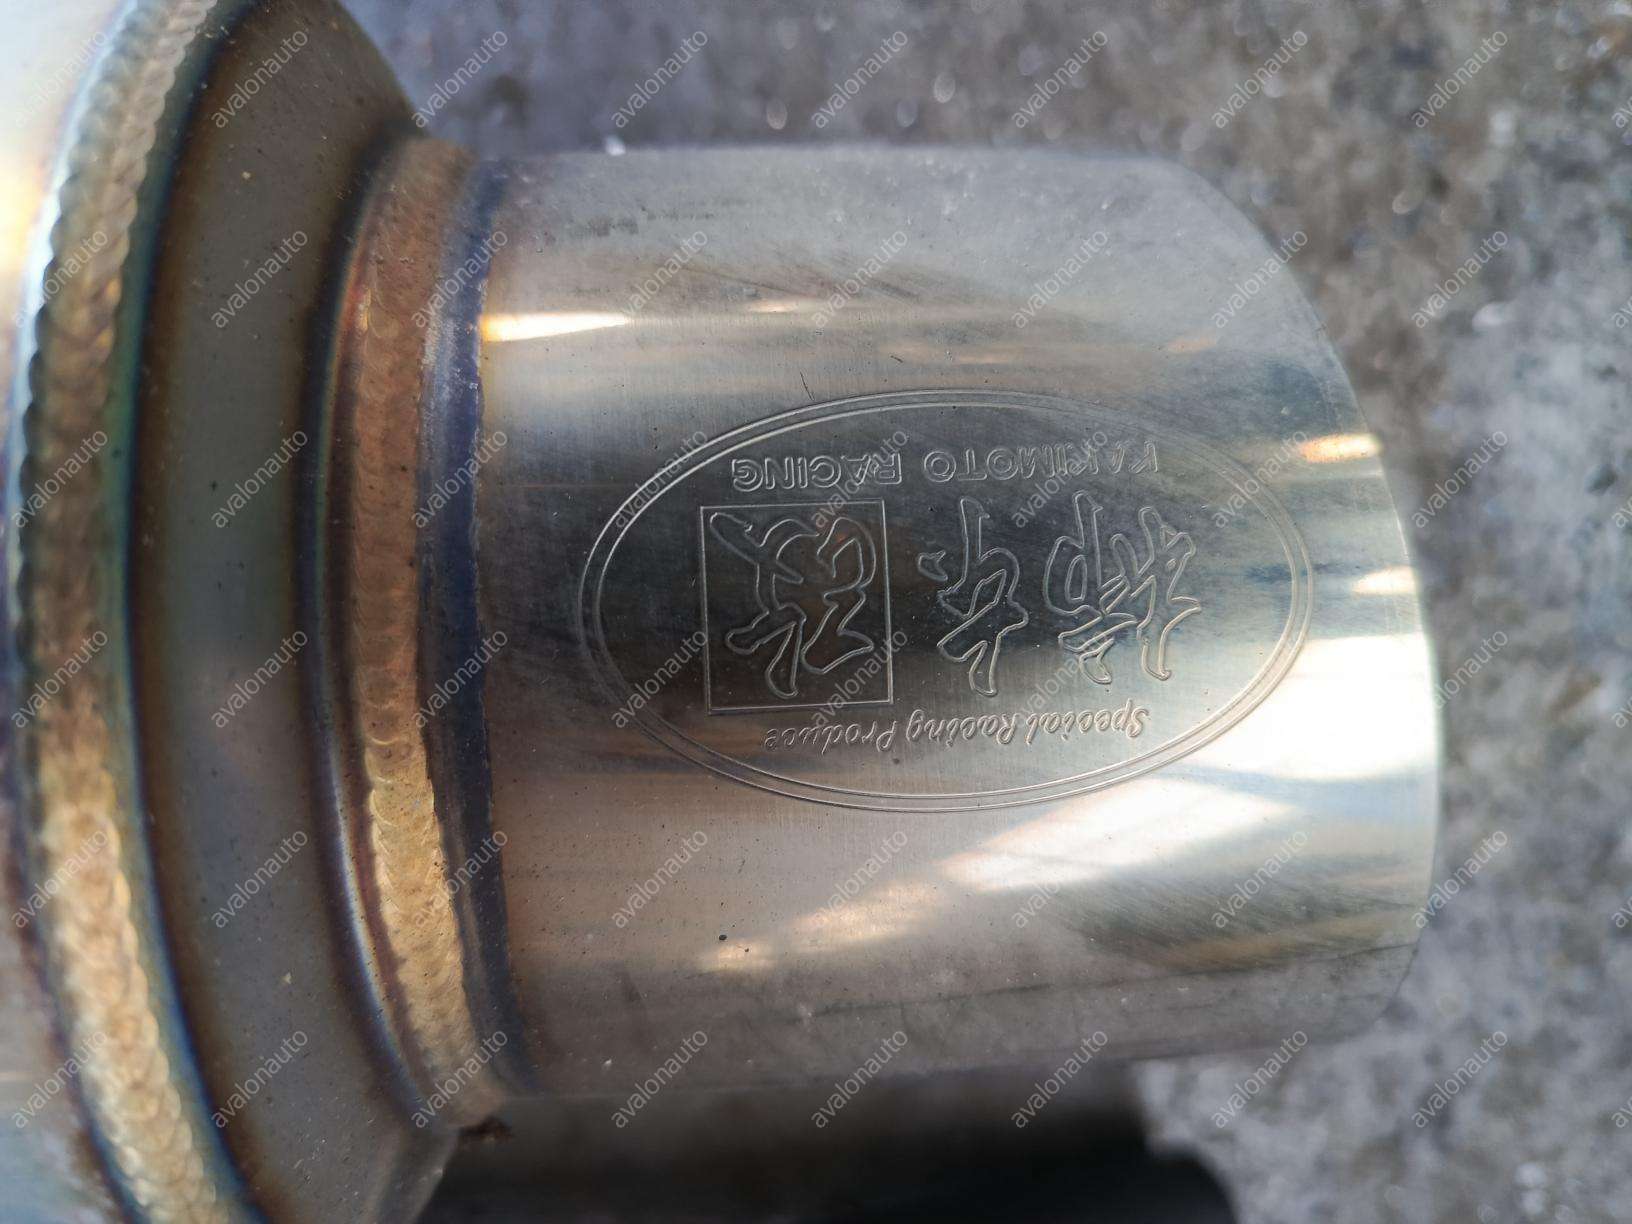 Special Racing Produce
柿本改
KAKIMOTO RACING
avalonauto